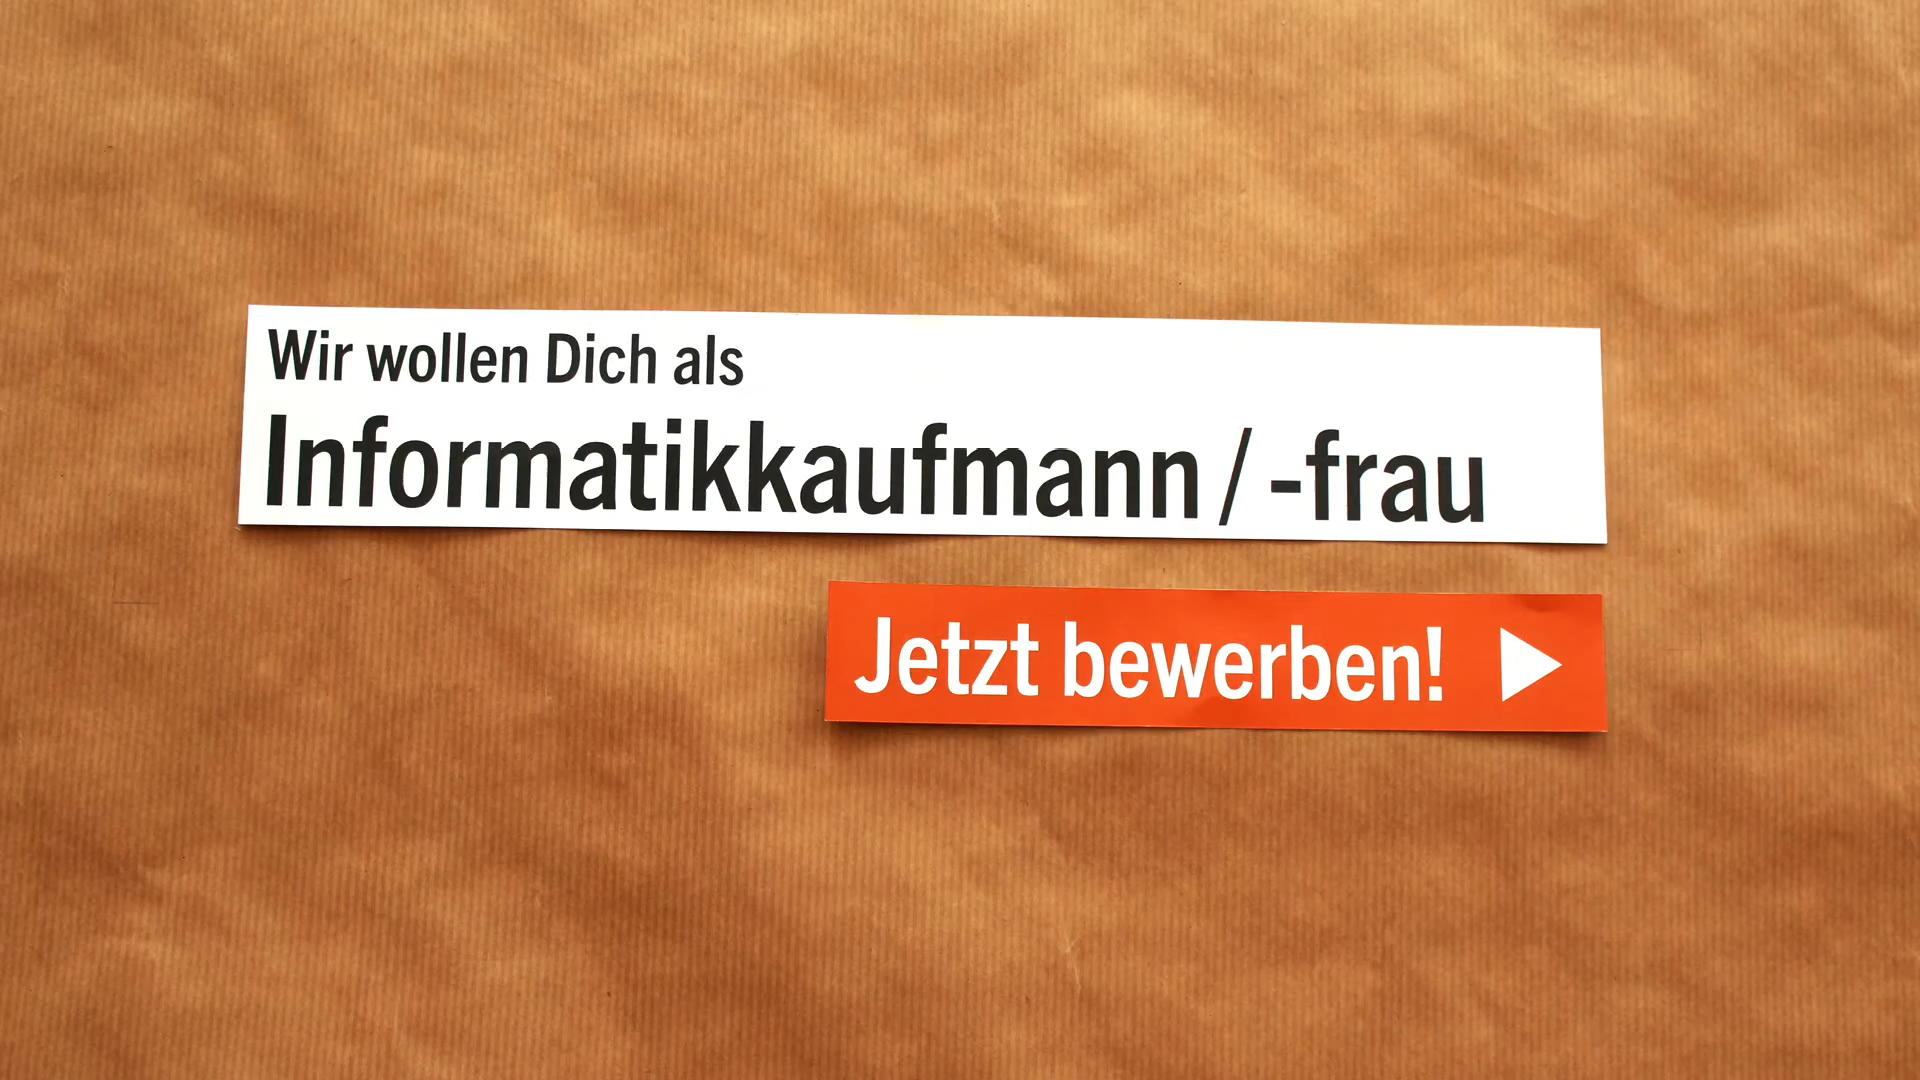 Wir wollen Dich als
Informatikkaufmann / -frau
Jetzt bewerben!